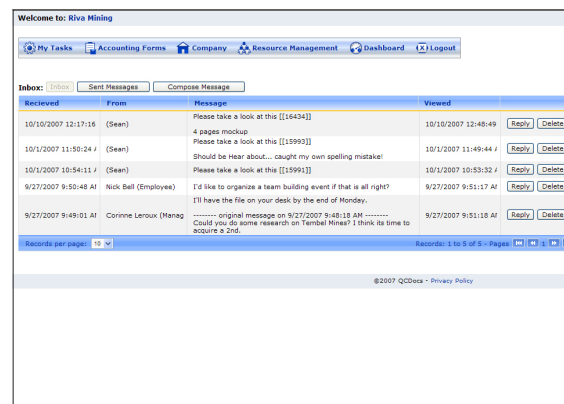 Welcome to: Riva Mining
My Tasks Accounting Forms Company Resource Management Dashboard Logout
Inbox: Inbox Sent Messages Compose Message
Recieved From Message Viewed
Please take a look at this [[16434]]
10/10/2007 12:17:16 (Sean) 10/10/2007 12:48:49 Reply Delete
4 pages mockup
Please take a look at this [[15993]]
10/1/2007 11:50:24 (Sean) 10/1/2007 11:49:44 Reply Delete
Should be Hear about... caught my own spelling mistake!
10/1/2007 10:54:11 (Sean) Please take a look at this [[15991]] 10/1/2007 10:53:32 Reply Delete
9/27/2007 9:50:48 AM Nick Bell (Employee) I'd like to organize a team building event if that is all right? 9/27/2007 9:51:17 AM Reply Delete
I'll have the file on your desk by the end of Monday.
9/27/2007 9:49:01 AM Corinne Leroux (Manag -------- original message on 9/27/2007 9:48:18 AM -------- 9/27/2007 9:51:18 AM Reply Delete
Could you do some research on Tembel Mines? I think its time to
acquire a 2nd.
Records per page: 10 Records: 1 to 5 of 5 - Pages 1
©2007 QCDocs - Privacy Policy